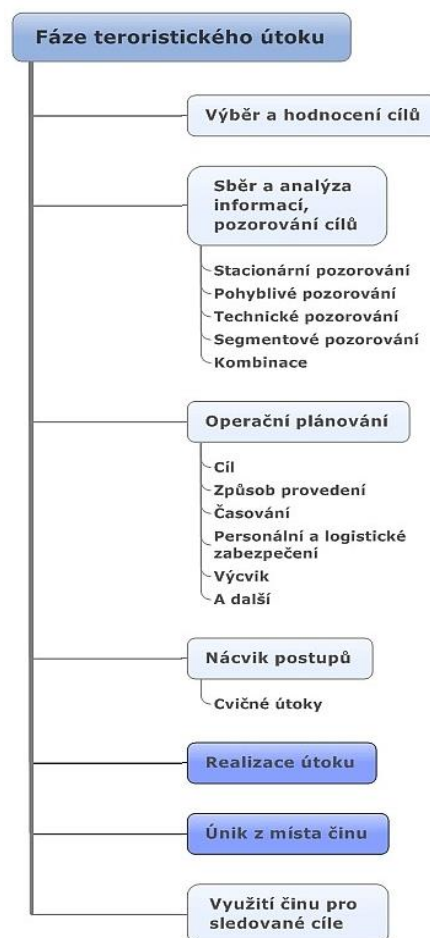 Fáze teroristického útoku
Výběr a hodnocení cílů
Sběr a analýza
informací,
pozorování cílů
Stacionární pozorování
Pohyblivé pozorování
Technické pozorování
Segmentové pozorování
Kombinace
Operační plánování
Cíl
Způsob provedení
Časování
Personální a logistické
zabezpečení
Výcvik
A další
Nácvik postupů
Cvičné útoky
Realizace útoku
Únik z místa činu
Využití činu pro
sledované cíle